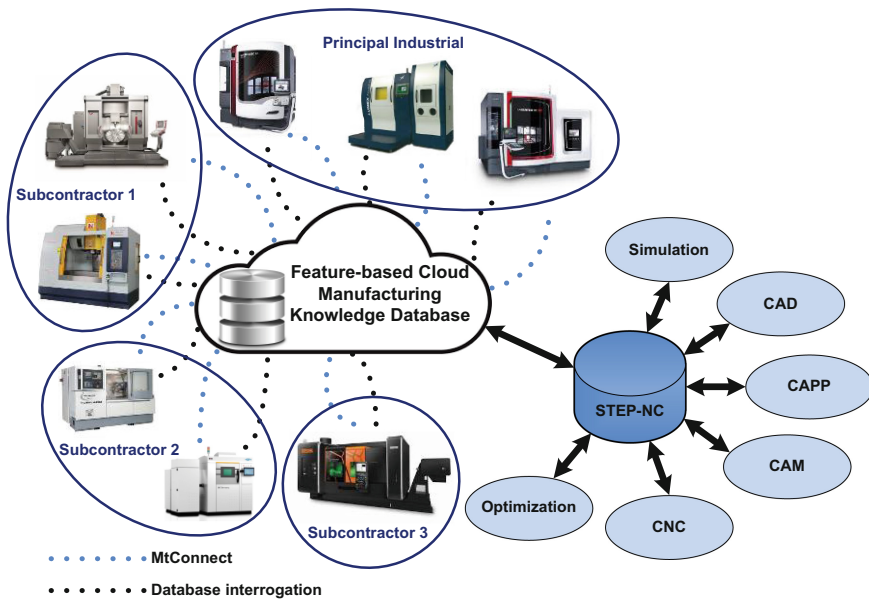 Principal Industrial
Subcontractor 1
Feature-based Cloud
Manufacturing
Knowledge Database
Simulation
CAD
CAPP
STEP-NC
CAM
Subcontractor 2
Optimization
CNC
Subcontractor 3
MtConnect
Database interrogation